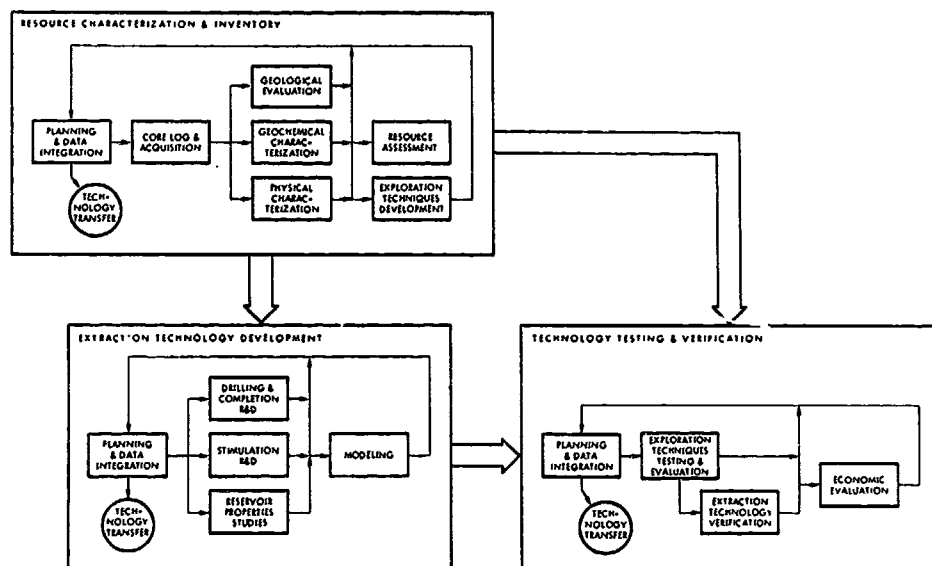 RESOURCE CHARACTERIZATION & INVENTORY
GEOLOGICAL
EVALUATION
PLANNING
& DATA
INTEGRATION
CORE LOG &
ACQUISITION
GEOCHEMICAL
CHARAC-
TERIZATION
RESOURCE
ASSESSMENT
PHYSICAL
CHARAC-
TERIZATION
EXPLORATION
TECHNIQUES
DEVELOPMENT
TECH-
NOLOGY
TRANSFER
EXTRACTION TECHNOLOGY DEVELOPMENT
DRILLING &
COMPLETION
R&D
PLANNING
& DATA
INTEGRATION
STIMULATION
R&D
MODELING
RESERVOIR
PROPERTIES
STUDIES
TECH-
NOLOGY
TRANSFER
TECHNOLOGY TESTING & VERIFICATION
PLANNING
& DATA
INTEGRATION
EXPLORATION
TECHNIQUES
TESTING &
EVALUATION
ECONOMIC
EVALUATION
EXTRACTION
TECHNOLOGY
VERIFICATION
TECH-
NOLOGY
TRANSFER